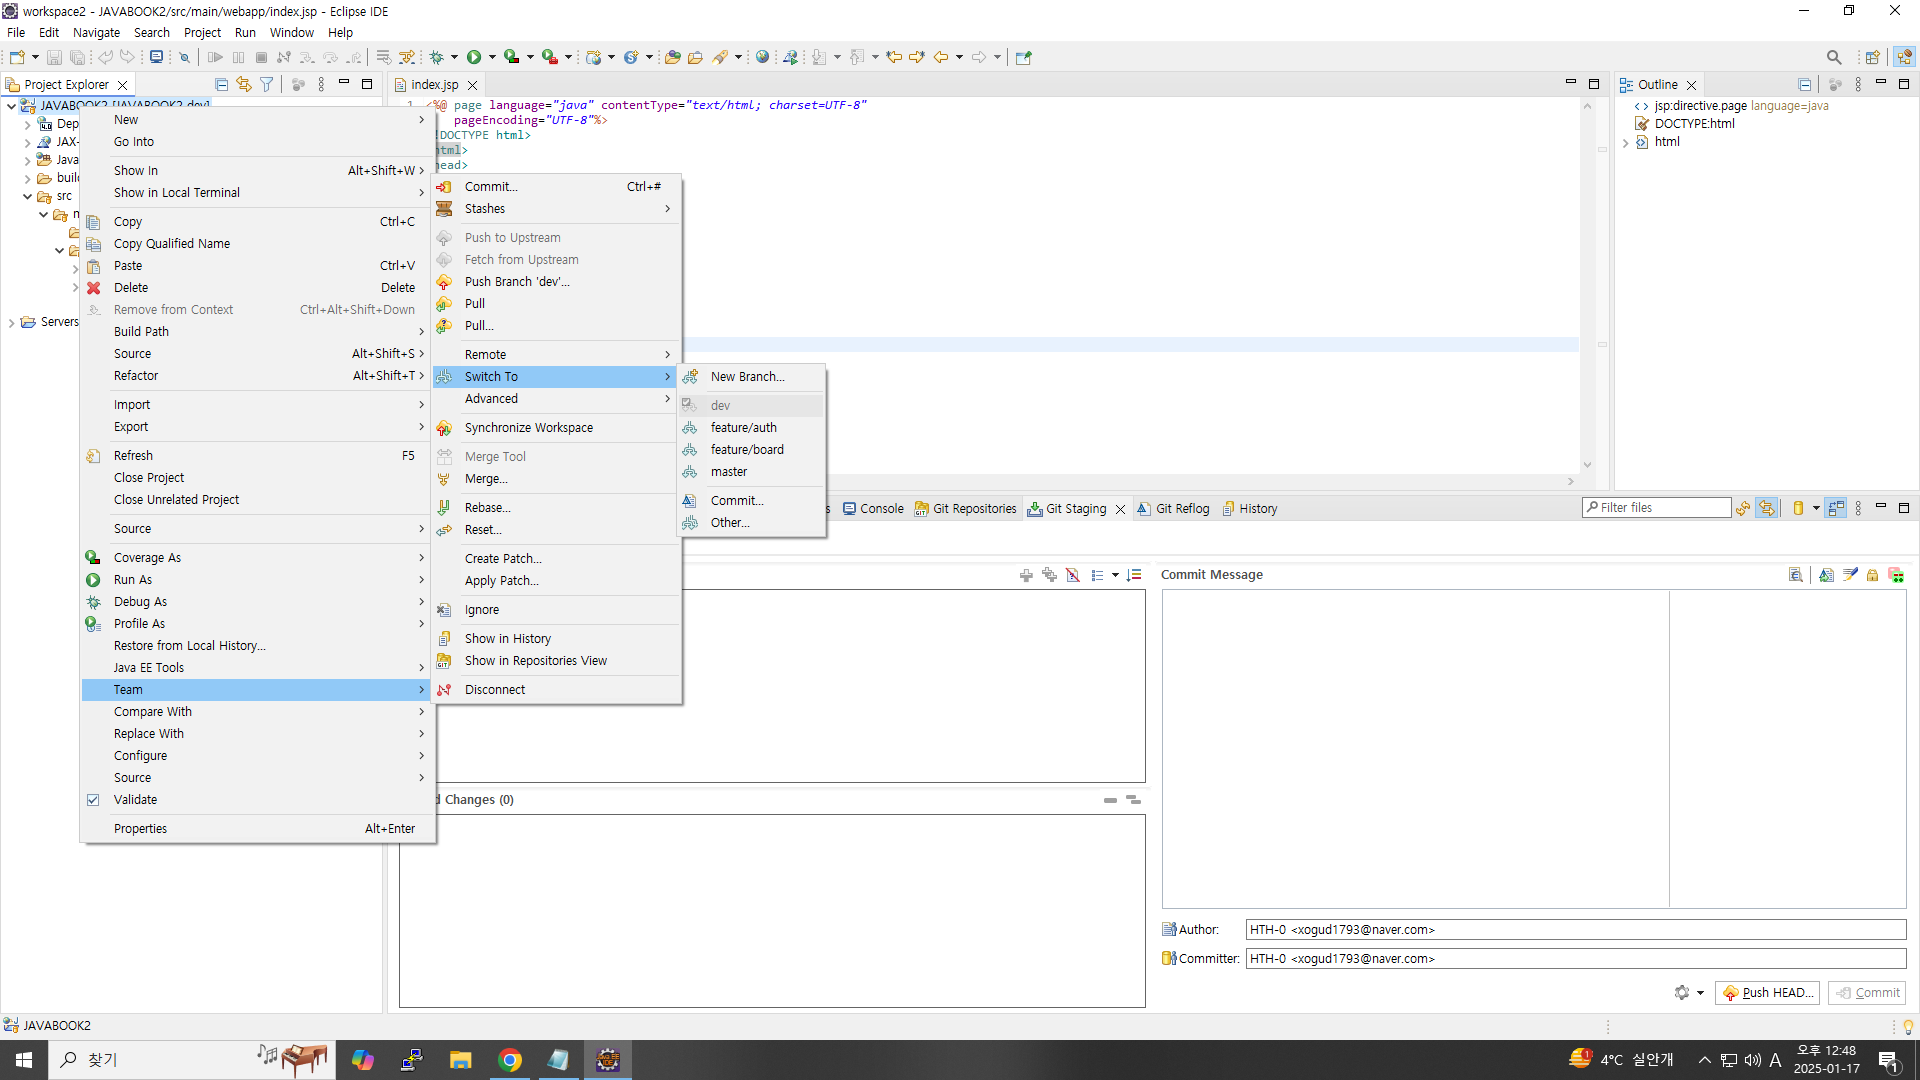 workspace2 - JAVABOOK2/src/main/webapp/index.jsp - Eclipse IDE
File Edit Navigate Search Project Run Window Help
Project Explorer
index.jsp
Outline
JAVABOOK2 [JAVABOOK2 dev]
Dep
JAX-
Java
build
src
Servers
1 <%@ page language="java" contentType="text/html; charset=UTF-8"
pageEncoding="UTF-8"%>
DOCTYPE html>
html>
head>
jsp:directive.page language=java
DOCTYPE:html
html
New
Go Into
Show In Alt+Shift+W
Show in Local Terminal
Copy Ctrl+C
Copy Qualified Name
Paste Ctrl+V
Delete Delete
Remove from Context Ctrl+Alt+Shift+Down
Build Path
Source Alt+Shift+S
Refactor Alt+Shift+T
Import
Export
Refresh F5
Close Project
Close Unrelated Project
Source
Coverage As
Run As
Debug As
Profile As
Restore from Local History...
Java EE Tools
Team
Compare With
Replace With
Configure
Source
Validate
Properties Alt+Enter
Commit... Ctrl+#
Stashes
Push to Upstream
Fetch from Upstream
Push Branch 'dev'...
Pull
Pull...
Remote
Switch To
Advanced
Synchronize Workspace
Merge Tool
Merge...
Rebase...
Reset...
Create Patch...
Apply Patch...
Ignore
Show in History
Show in Repositories View
Disconnect
New Branch...
dev
feature/auth
feature/board
master
Commit...
Other...
s Console Git Repositories Git Staging Git Reflog History
Filter files
Commit Message
d Changes (0)
Author: HTH-0 <xogud1793@naver.com>
Committer: HTH-0 <xogud1793@naver.com>
Push HEAD... Commit
JAVABOOK2
찾기
4°C 실안개
A
오후 12:48
2025-01-17
1